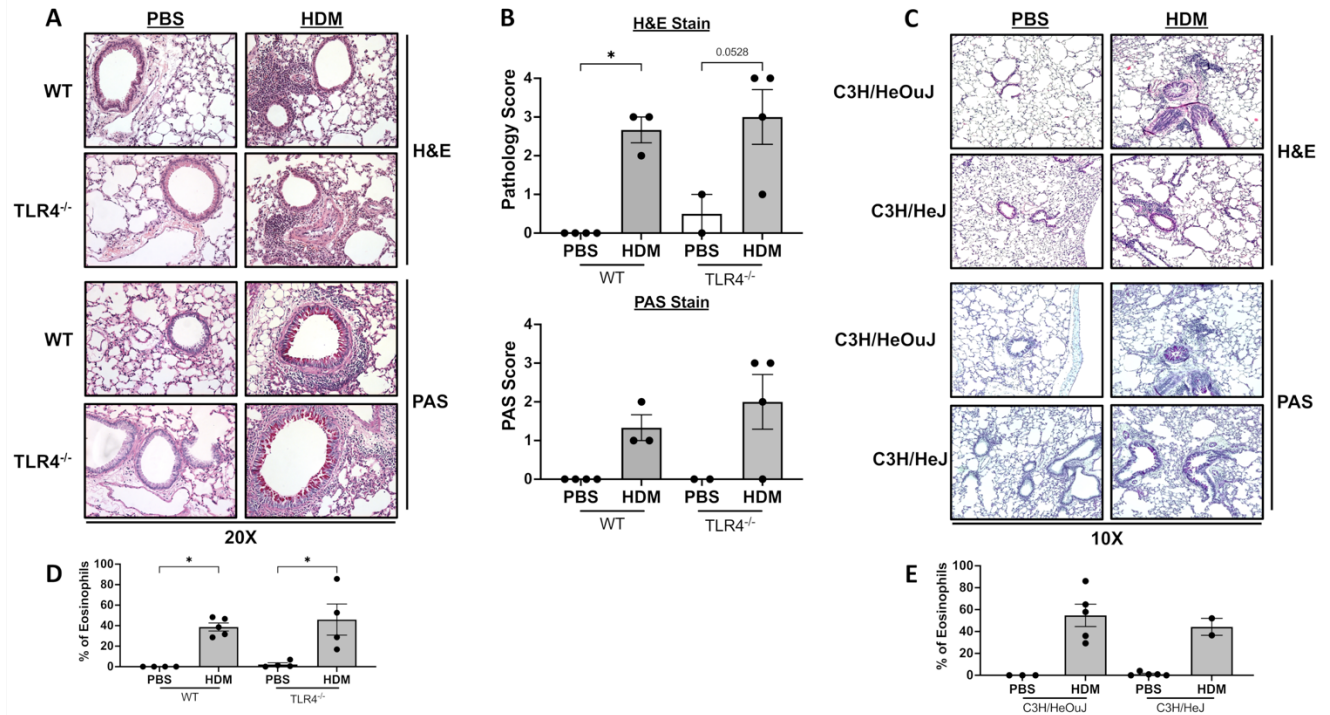 A
PBS HDM
WT
TLR4-/-
H&E
WT
TLR4-/-
PAS
20X
B
H&E Stain
* 0.0528
Pathology Score
4
3
2
1
0
PBS HDM PBS HDM
WT TLR4-/-
PAS Stain
PAS Score
4
3
2
1
0
PBS HDM PBS HDM
WT TLR4-/-
C
PBS HDM
C3H/HeOuJ
C3H/HeJ
H&E
C3H/HeOuJ
C3H/HeJ
PAS
10X
D
* *
% of Eosinophils
100
80
60
40
20
0
PBS HDM PBS HDM
WT TLR4-/-
E
% of Eosinophils
100
80
60
40
20
0
PBS HDM PBS HDM
C3H/HeOuJ C3H/HeJ